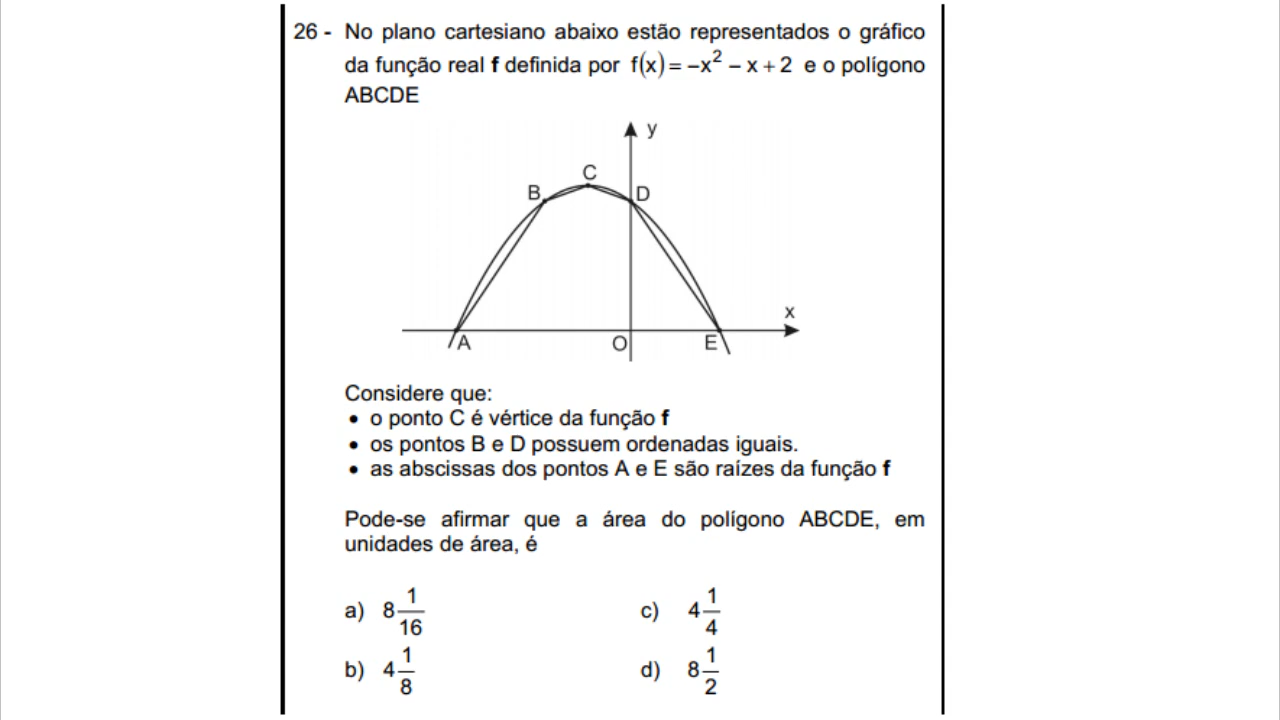 26 - No plano cartesiano abaixo estão representados o gráfico
da função real f definida por f(x) = −x² − x + 2 e o polígono
ABCDE
y
C
B
D
x
A
O
E
Considere que:
• o ponto C é vértice da função f
• os pontos B e D possuem ordenadas iguais.
• as abscissas dos pontos A e E são raízes da função f
Pode-se afirmar que a área do polígono ABCDE, em
unidades de área, é
a) 8 1/16 c) 4 1/4
b) 4 1/8 d) 8 1/2